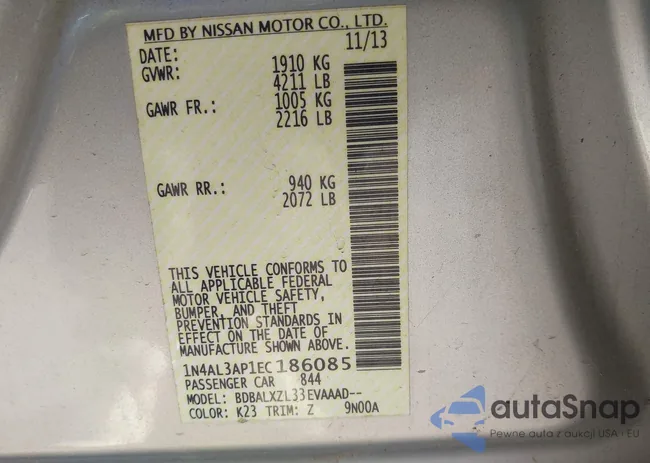 MFD BY NISSAN MOTOR CO., LTD.
DATE: 11/13
GVWR: 1910 KG
4211 LB
GAWR FR.: 1005 KG
2216 LB
GAWR RR.: 940 KG
2072 LB
THIS VEHICLE CONFORMS TO
ALL APPLICABLE FEDERAL
MOTOR VEHICLE SAFETY,
BUMPER, AND THEFT
PREVENTION STANDARDS IN
EFFECT ON THE DATE OF
MANUFACTURE SHOWN ABOVE.
1N4AL3AP1EC186085
PASSENGER CAR 844
MODEL: BDBALXZL33EVAAAD--
COLOR: K23 TRIM: Z 9N00A
autoSnap
Pewne auta z aukcji USA · EU